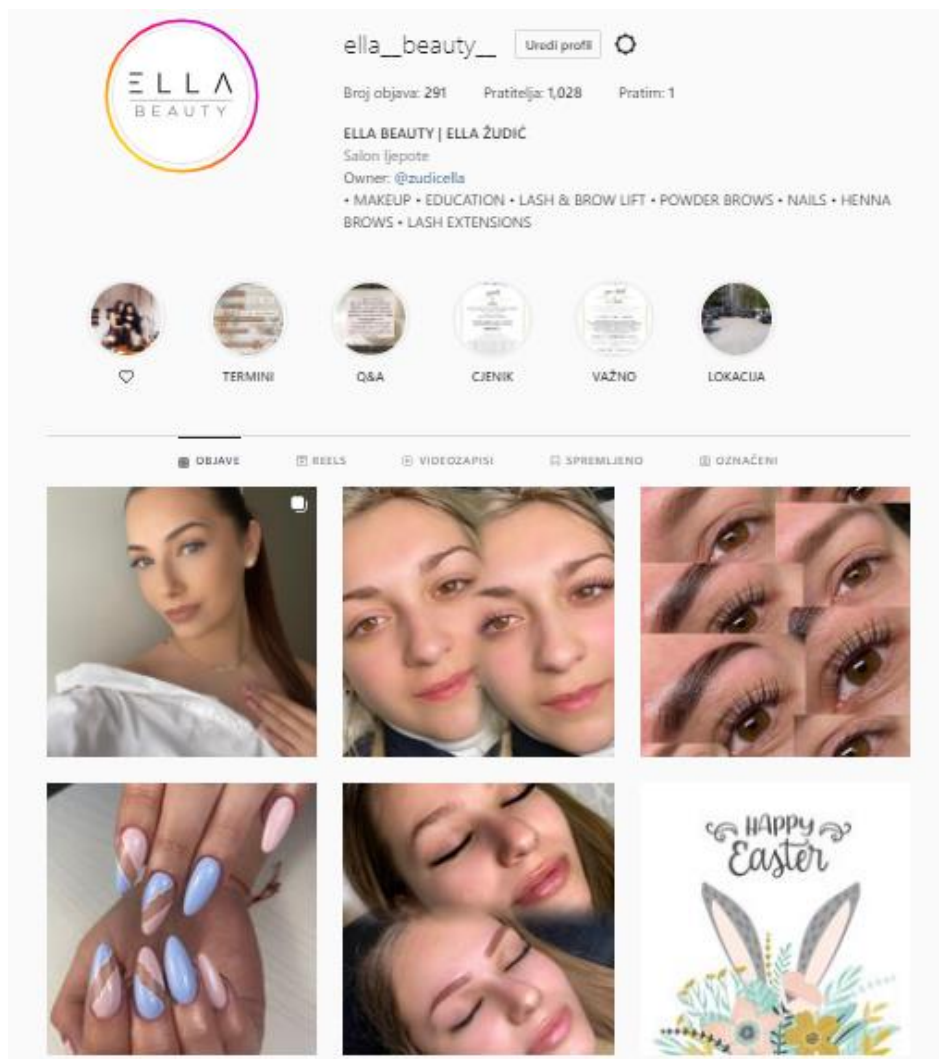 ELLA
BEAUTY
ella__beauty__ Uredi profil
Broj objava: 291 Pratitelja: 1,028 Pratim: 1
ELLA BEAUTY | ELLA ŽUDIĆ
Salon ljepote
Owner: @zudicella
• MAKEUP • EDUCATION • LASH & BROW LIFT • POWDER BROWS • NAILS • HENNA
BROWS • LASH EXTENSIONS
TERMINI Q&A CJENIK VAŽNO LOKACIJA
OBJAVE REELS VIDEOZAPISI SPREMLJENO OZNAČENI
HAPPY
Easter